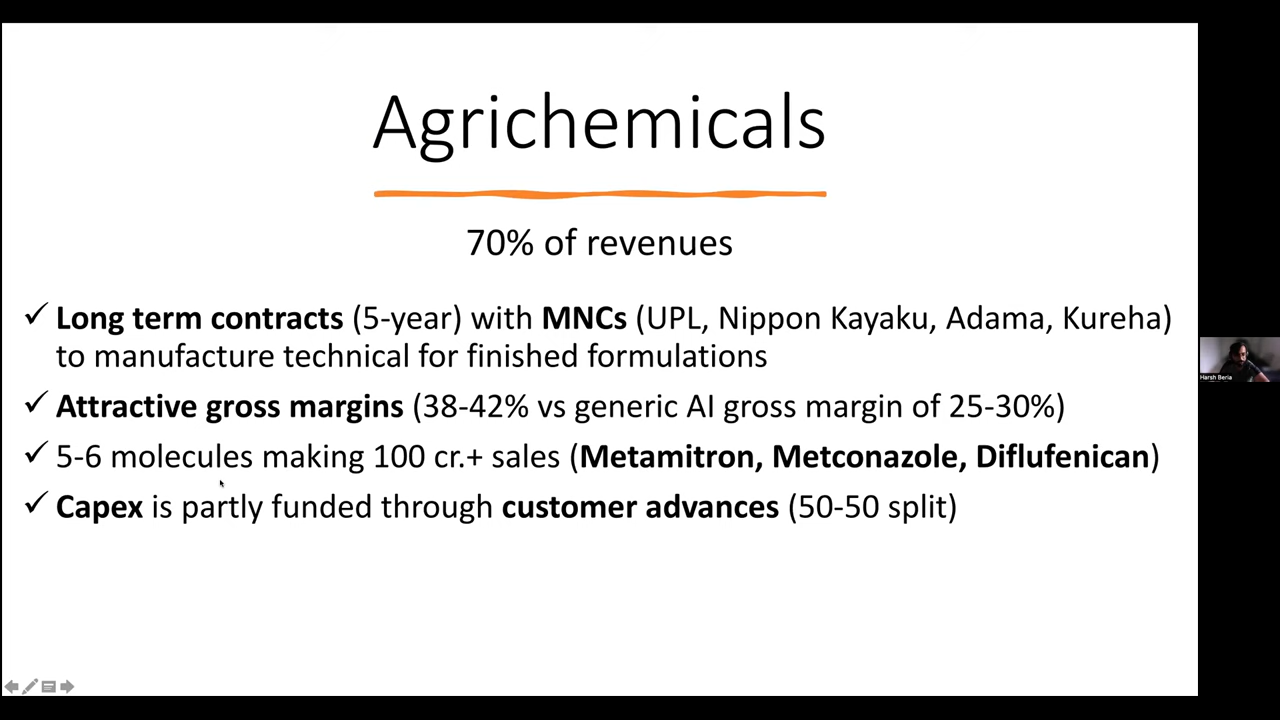 Agrichemicals
70% of revenues
✓ Long term contracts (5-year) with MNCs (UPL, Nippon Kayaku, Adama, Kureha)
to manufacture technical for finished formulations
✓ Attractive gross margins (38-42% vs generic AI gross margin of 25-30%)
✓ 5-6 molecules making 100 cr.+ sales (Metamitron, Metconazole, Diflufenican)
✓ Capex is partly funded through customer advances (50-50 split)
Harsh Beria